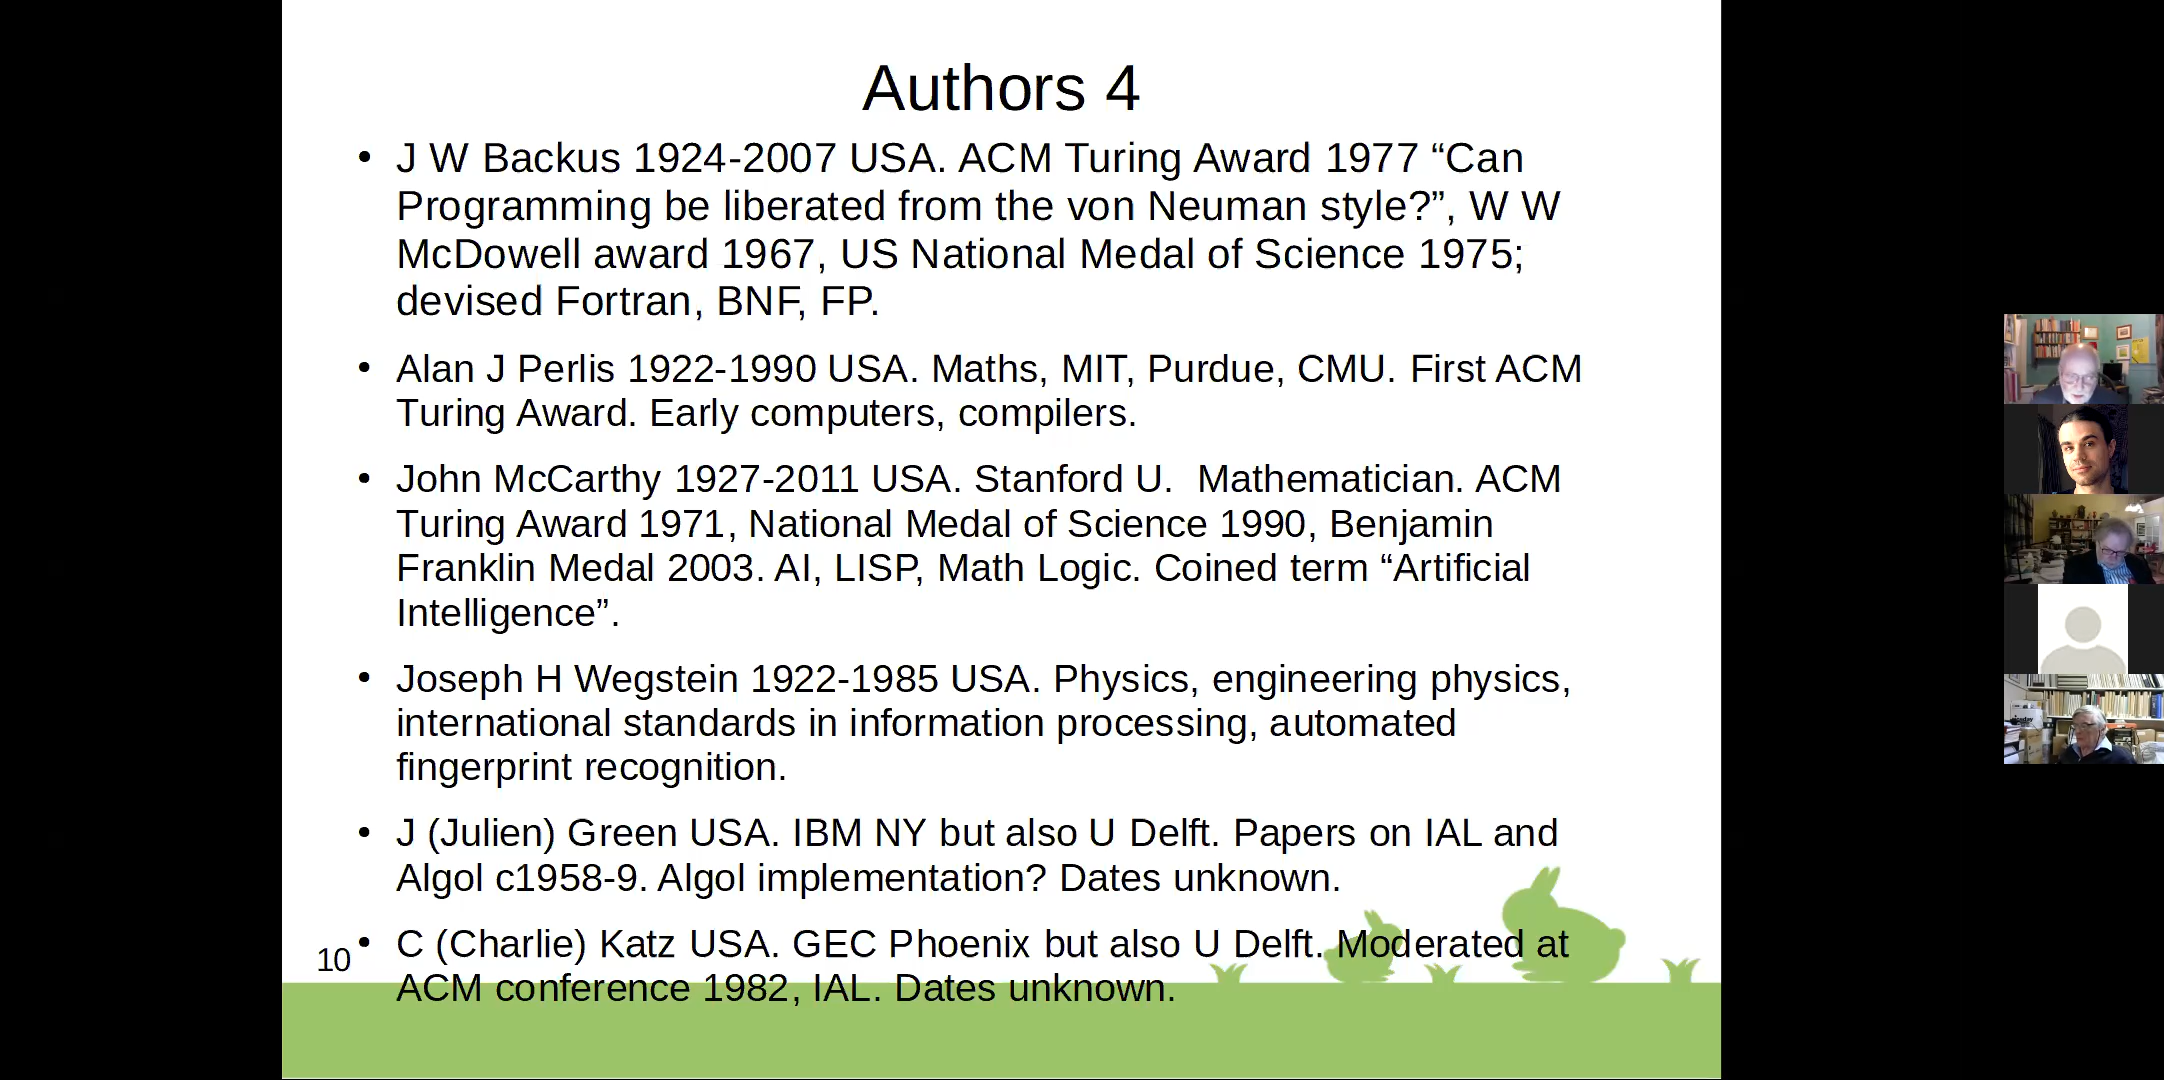 Authors 4
• J W Backus 1924-2007 USA. ACM Turing Award 1977 “Can
Programming be liberated from the von Neuman style?”, W W
McDowell award 1967, US National Medal of Science 1975;
devised Fortran, BNF, FP.
• Alan J Perlis 1922-1990 USA. Maths, MIT, Purdue, CMU. First ACM
Turing Award. Early computers, compilers.
• John McCarthy 1927-2011 USA. Stanford U.  Mathematician. ACM
Turing Award 1971, National Medal of Science 1990, Benjamin
Franklin Medal 2003. AI, LISP, Math Logic. Coined term “Artificial
Intelligence”.
• Joseph H Wegstein 1922-1985 USA. Physics, engineering physics,
international standards in information processing, automated
fingerprint recognition.
• J (Julien) Green USA. IBM NY but also U Delft. Papers on IAL and
Algol c1958-9. Algol implementation? Dates unknown.
• C (Charlie) Katz USA. GEC Phoenix but also U Delft. Moderated at
ACM conference 1982, IAL. Dates unknown.
10